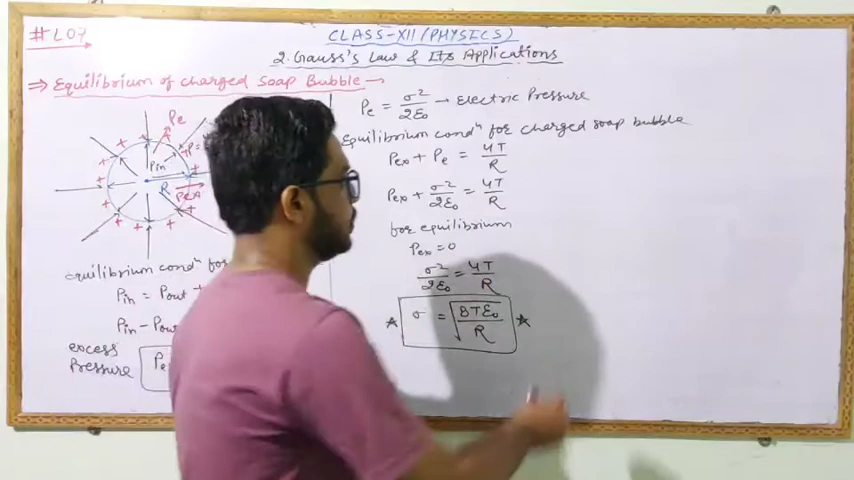 #L07
CLASS-XII (PHYSICS)
2. Gauss's Law & Its Applications
⇒ Equilibrium of charged Soap Bubble →
Pe
Pin
R
equilibrium condⁿ for
Pin = Pout +
Pin - Pout
excess
Pressure
Pe = σ²/2ε₀ → Electric Pressure
Equilibrium condⁿ for charged soap bubble
Pex + Pe = 4T/R
Pex + σ²/2ε₀ = 4T/R
for equilibrium
Pex = 0
σ²/2ε₀ = 4T/R
☆ σ = √(8Tε₀/R) ☆